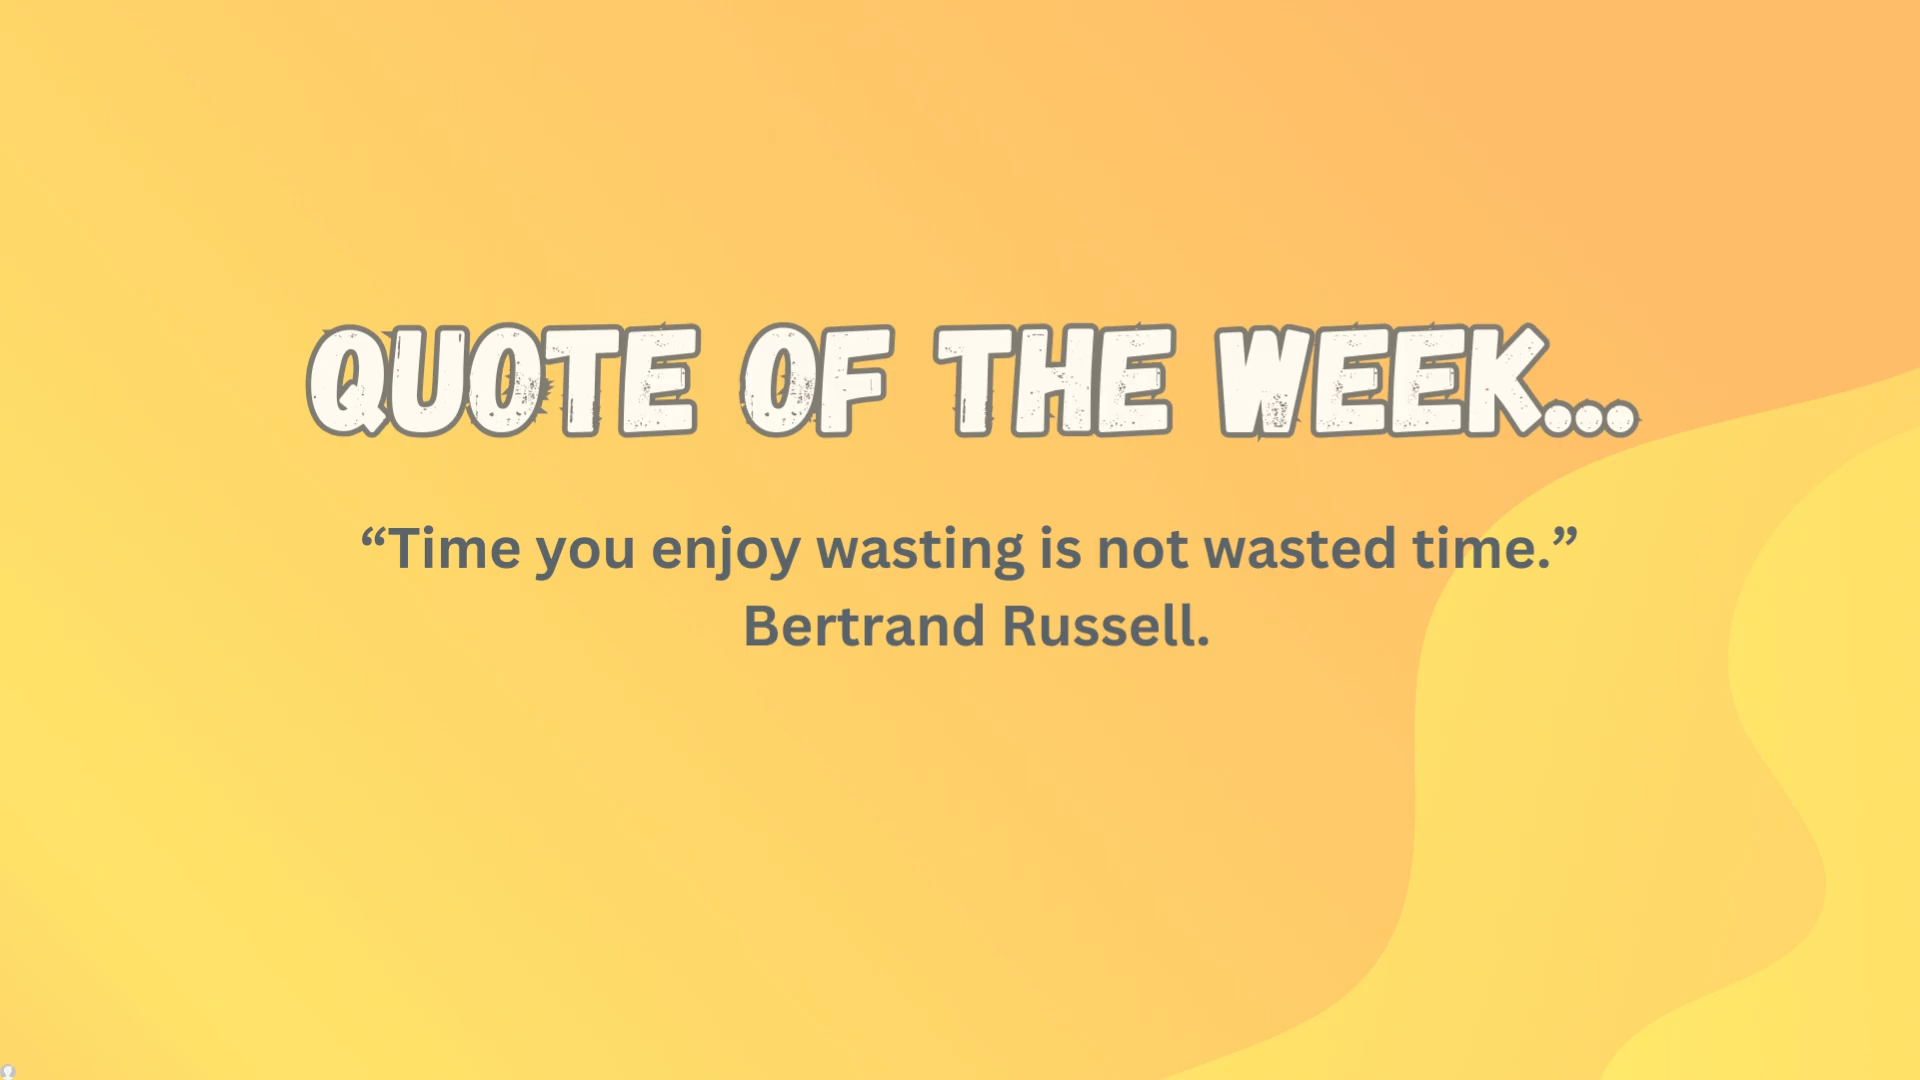 QUOTE OF THE WEEK...
“Time you enjoy wasting is not wasted time.”
Bertrand Russell.